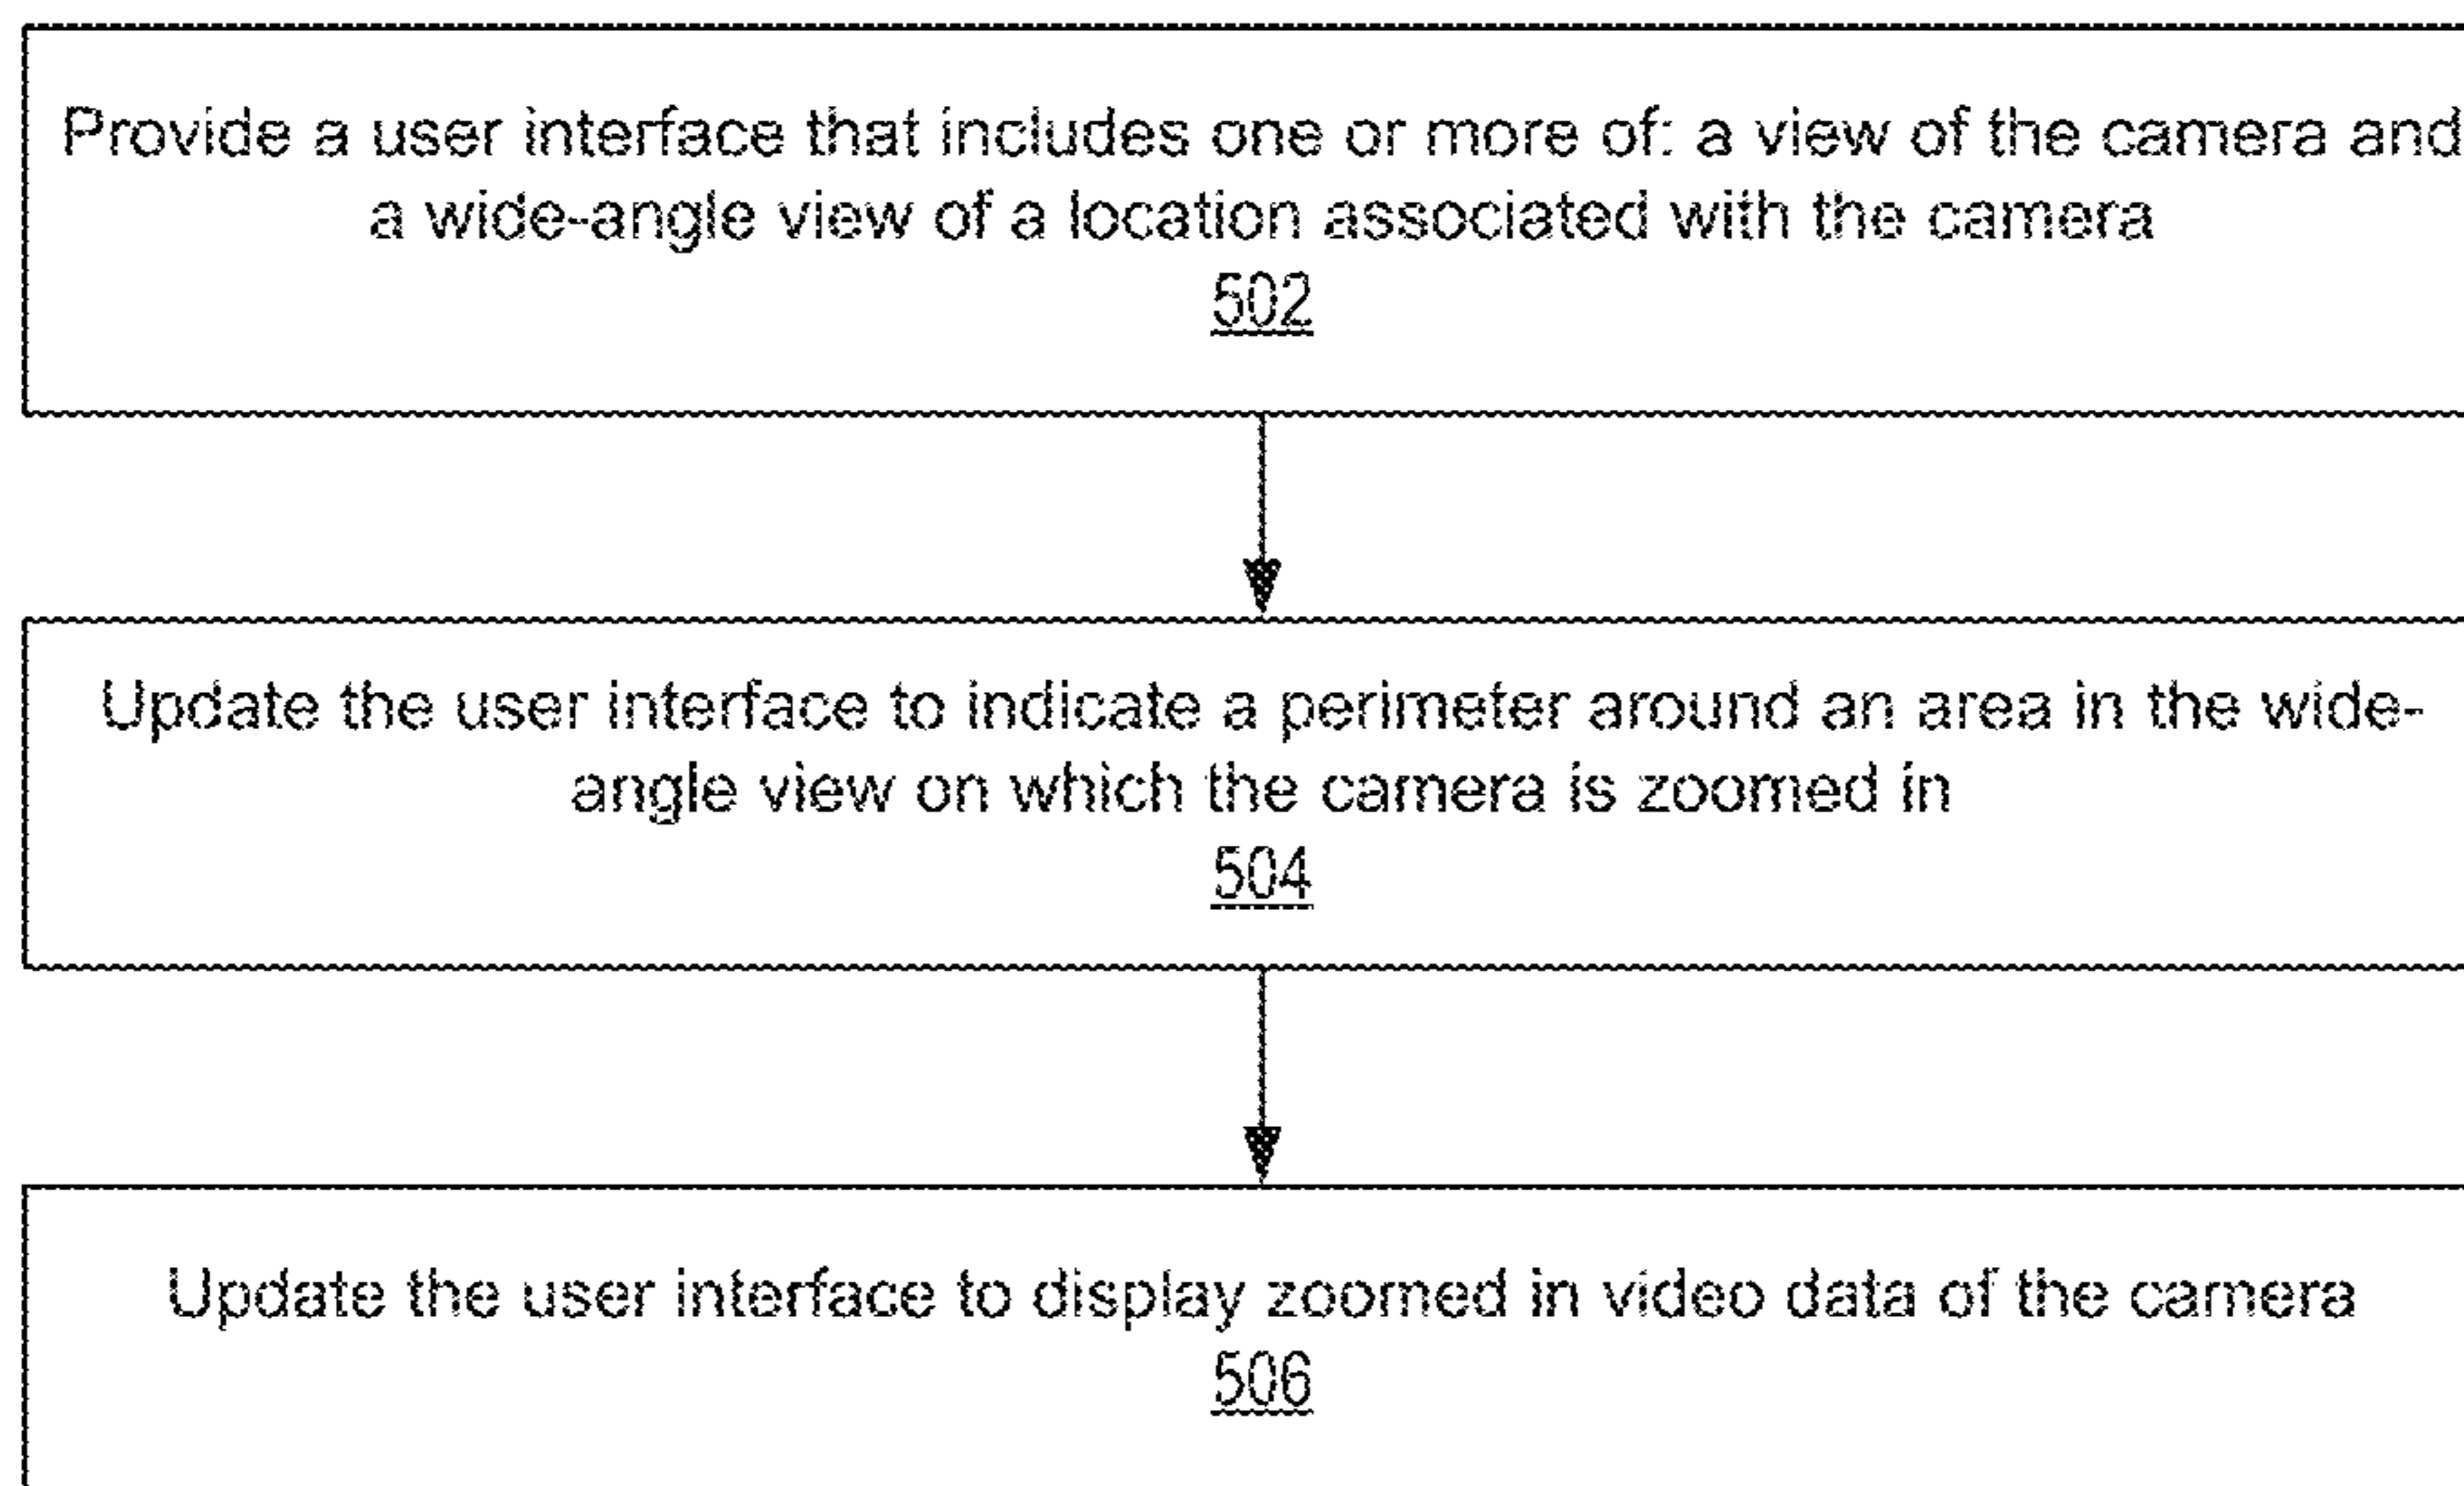 Provide a user interface that includes one or more of: a view of the camera and
a wide-angle view of a location associated with the camera
502
Update the user interface to indicate a perimeter around an area in the wide-
angle view on which the camera is zoomed in
504
Update the user interface to display zoomed in video data of the camera
506